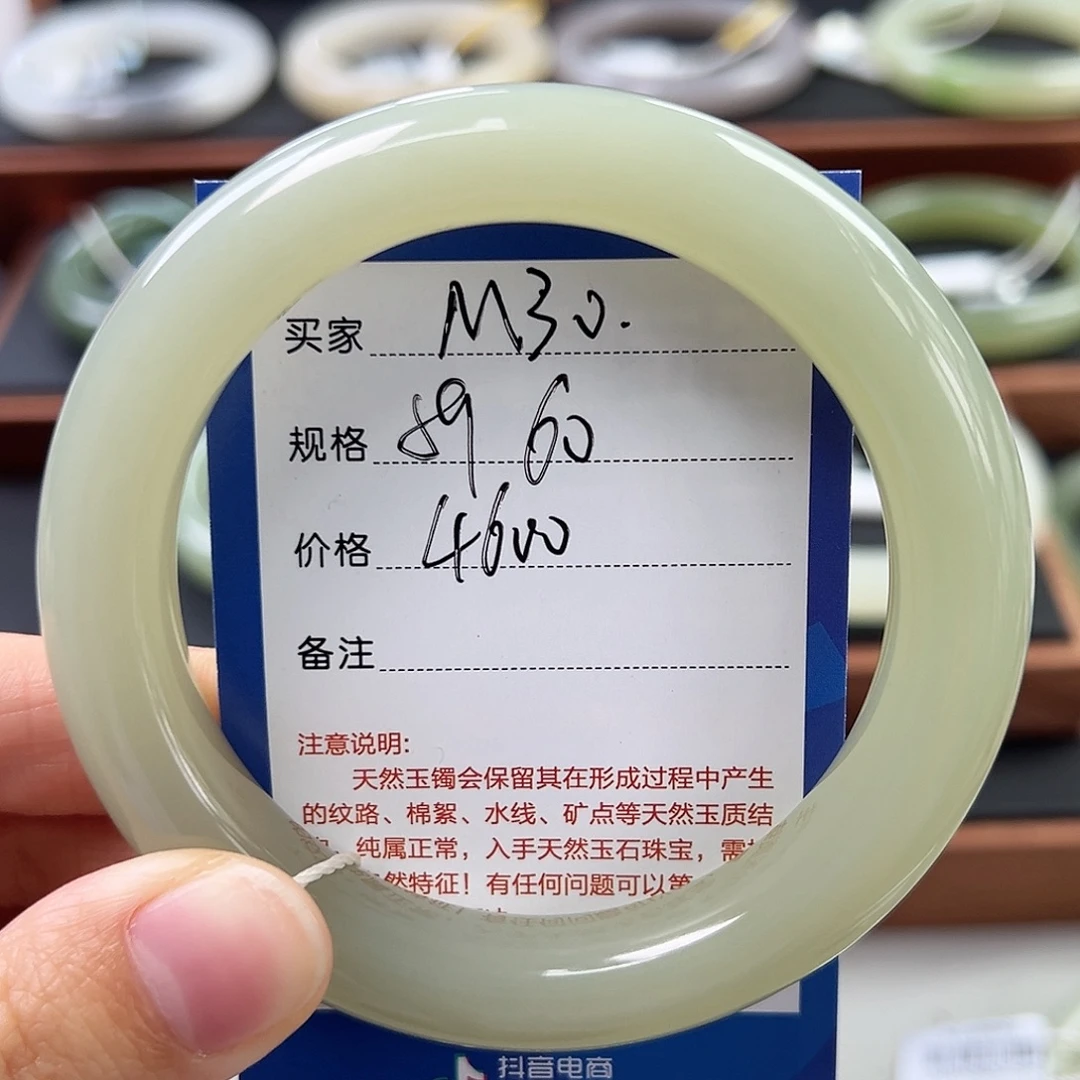 买家 M30.
规格 89 60
价格 4600
备注
注意说明:
天然玉镯会保留其在形成过程中产生
的纹路、棉絮、水线、矿点等天然玉质结
纯属正常，入手天然玉石珠宝，需
然特征！有任何问题可以
抖音电商